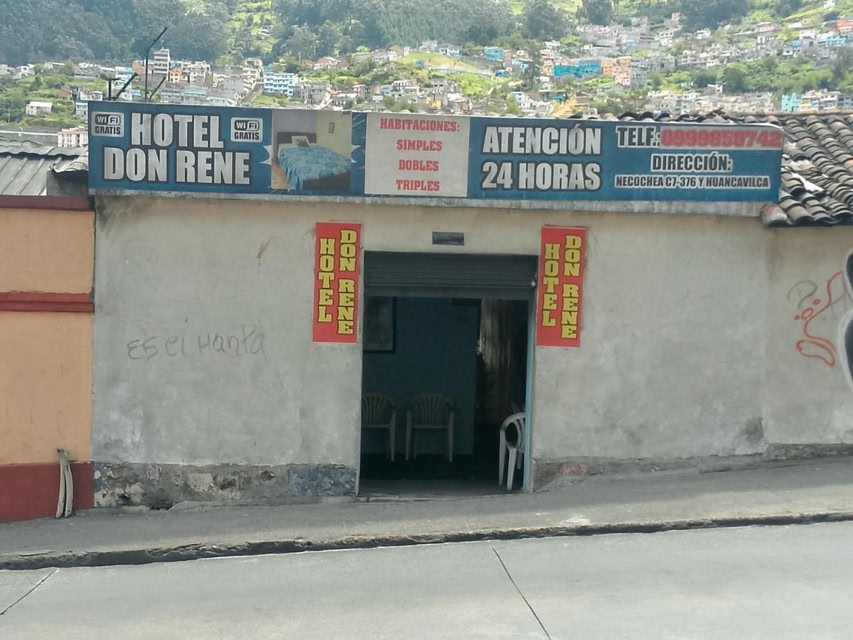 WiFi
GRATIS
HOTEL
DON RENE
WiFi
GRATIS
HABITACIONES:
SIMPLES
DOBLES
TRIPLES
ATENCIÓN
24 HORAS
TELF: 0999850742
DIRECCIÓN:
NECOCHEA C7-376 Y HUANCAVILCA
HOTEL
DON RENE
HOTEL
DON RENE
Es el Hanta